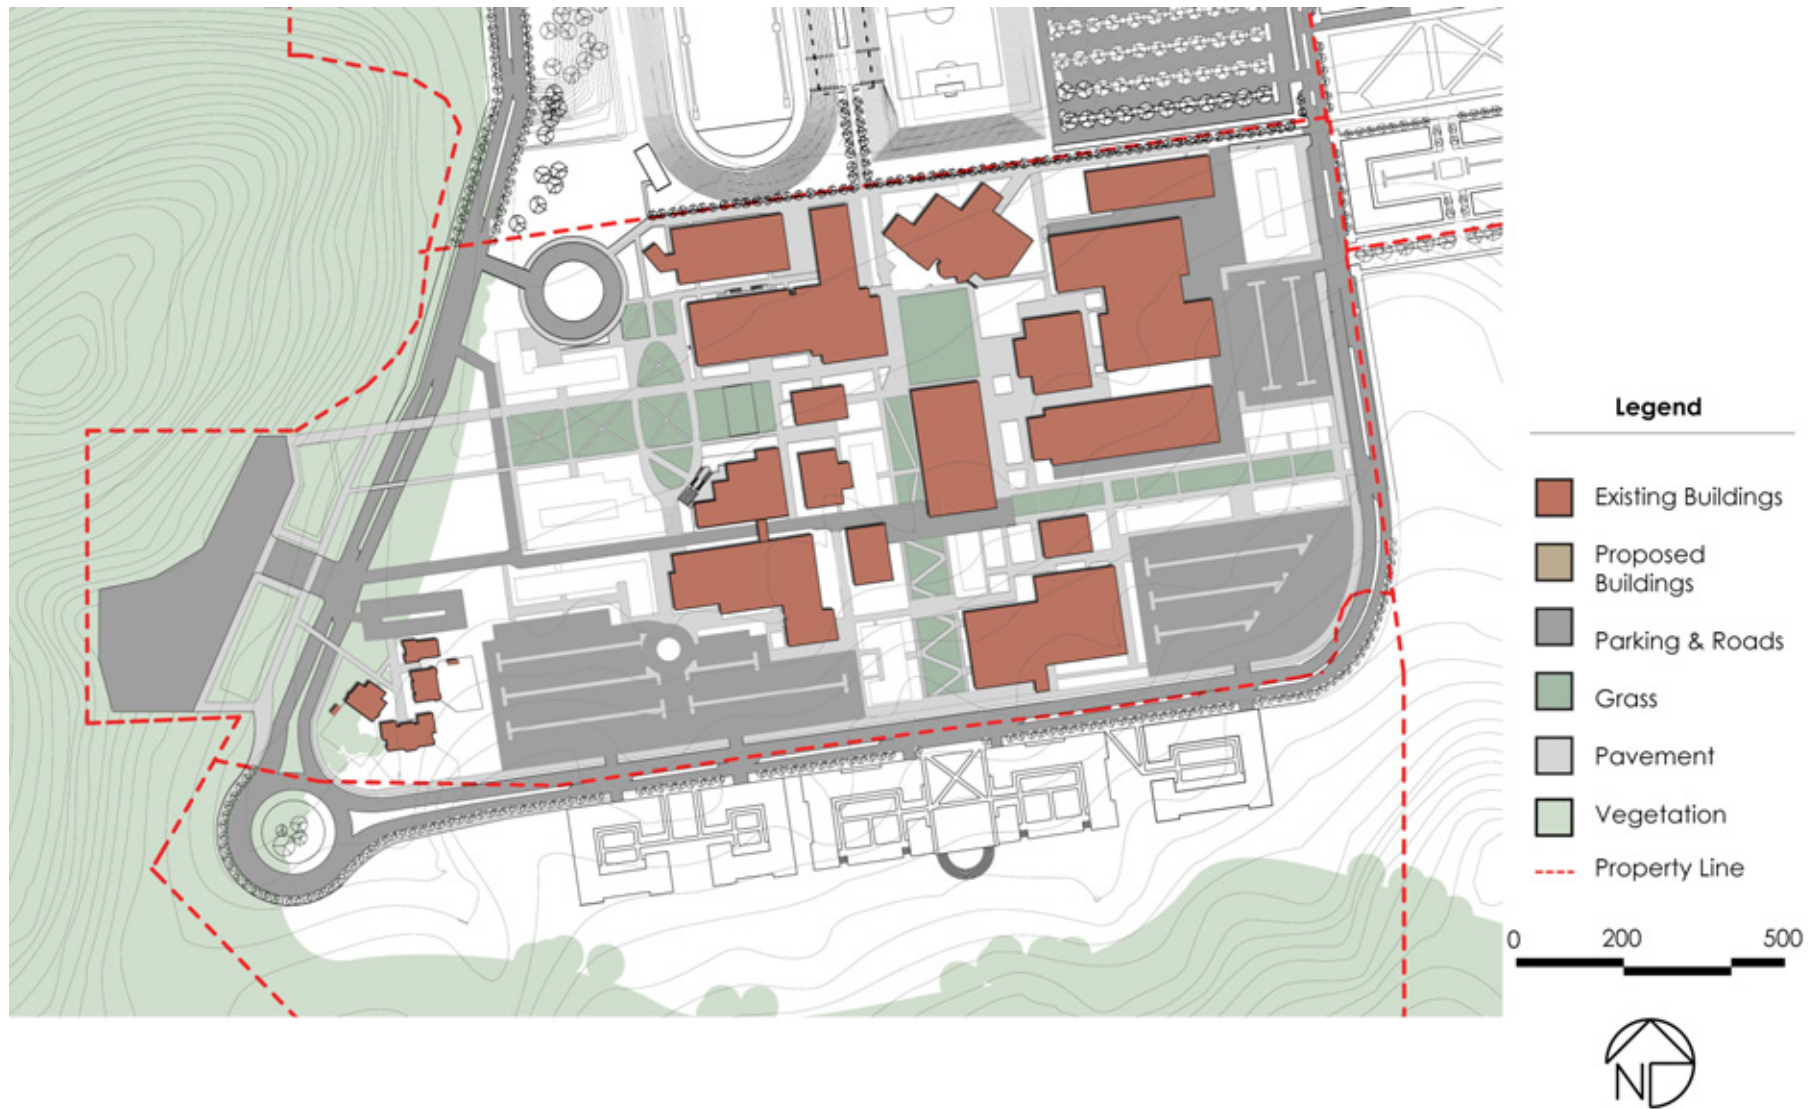 Legend
Existing Buildings
Proposed
Buildings
Parking & Roads
Grass
Pavement
Vegetation
Property Line
0 200 500
N